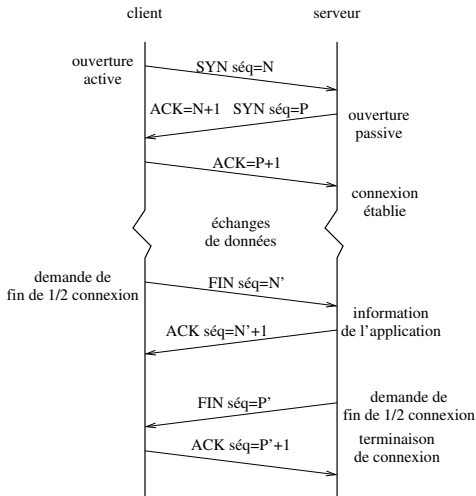 client
serveur
ouverture
active
SYN séq=N
ACK=N+1 SYN séq=P
ouverture
passive
ACK=P+1
connexion
établie
échanges
de données
demande de
fin de 1/2 connexion
FIN séq=N'
information
de l'application
ACK séq=N'+1
demande de
fin de 1/2 connexion
FIN séq=P'
terminaison
de connexion
ACK séq=P'+1